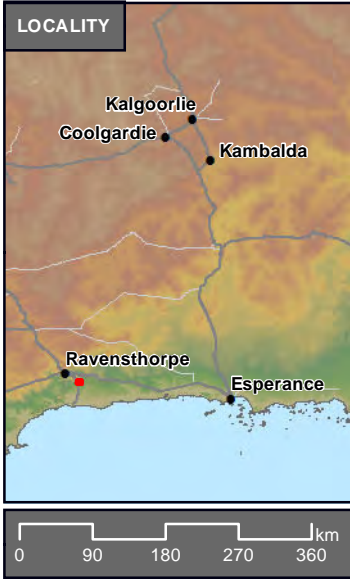 LOCALITY
Kalgoorlie
Coolgardie
Kambalda
Ravensthorpe
Esperance
km
0 90 180 270 360